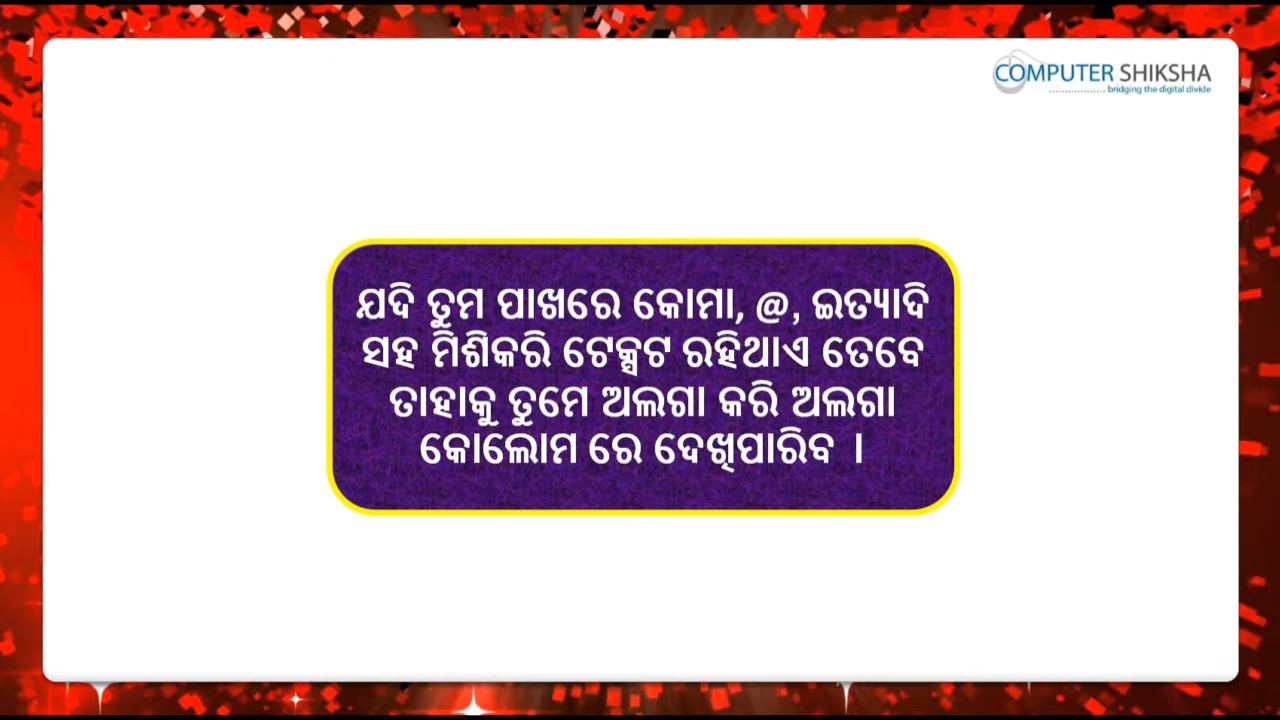 COMPUTER SHIKSHA
bridging the digital divide
ଯଦି ତୁମ ପାଖରେ କୋମା, @, ଇତ୍ୟାଦି
ସହ ମିଶିକରି ଟେକ୍ସଟ ରହିଥାଏ ତେବେ
ତାହାକୁ ତୁମେ ଅଲଗା କରି ଅଲଗା
କୋଲୋମ ରେ ଦେଖିପାରିବ ।